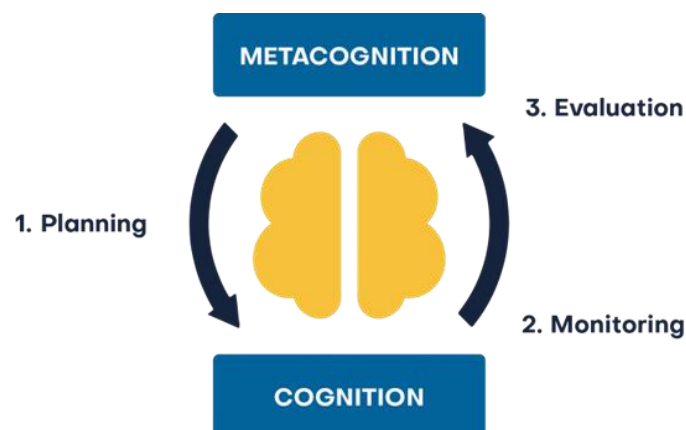 METACOGNITION
3. Evaluation
1. Planning
2. Monitoring
COGNITION